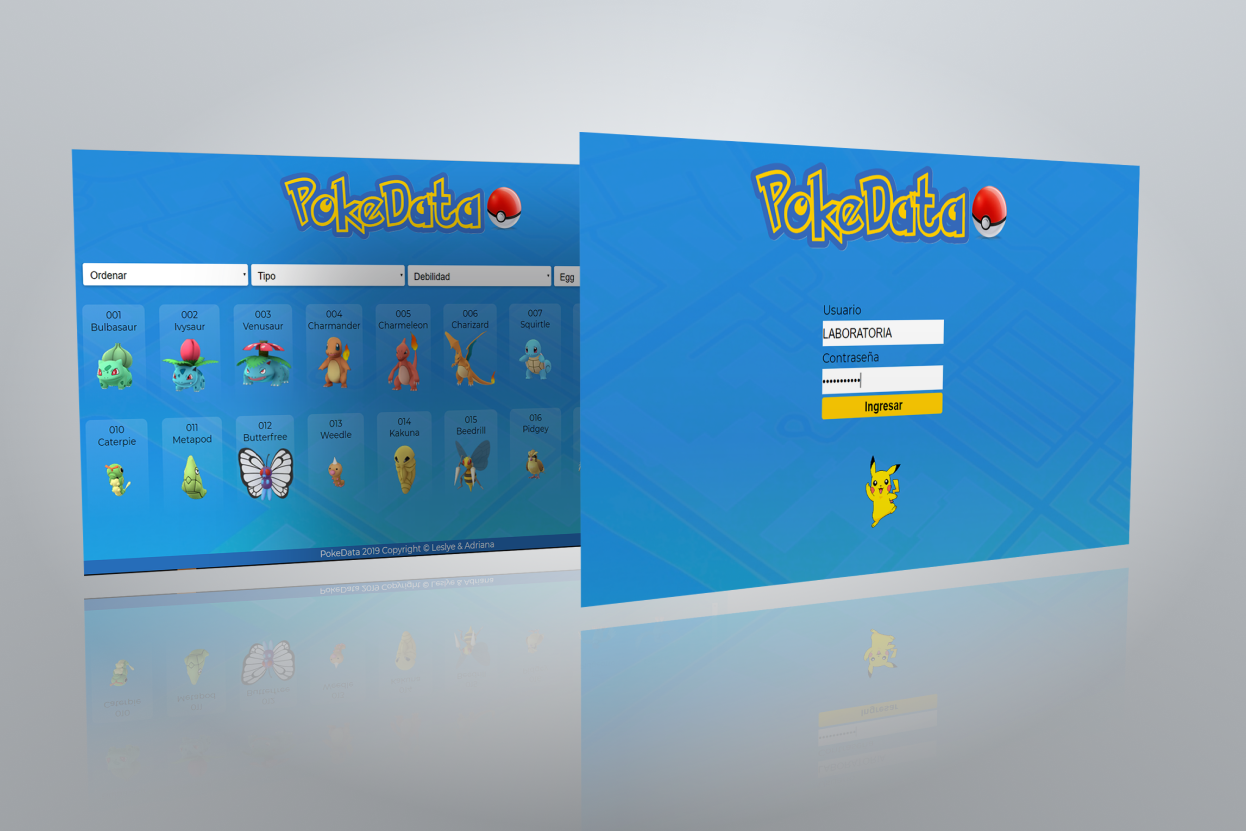 PokeData
Ordenar
Tipo
Debilidad
Egg
001
Bulbasaur
002
Ivysaur
003
Venusaur
004
Charmander
005
Charmeleon
006
Charizard
007
Squirtle
010
Caterpie
011
Metapod
012
Butterfree
013
Weedle
014
Kakuna
015
Beedrill
016
Pidgey
PokeData 2019 Copyright © Leslye & Adriana
PokeData
Usuario
LABORATORIA
Contraseña
•••••••••••
Ingresar